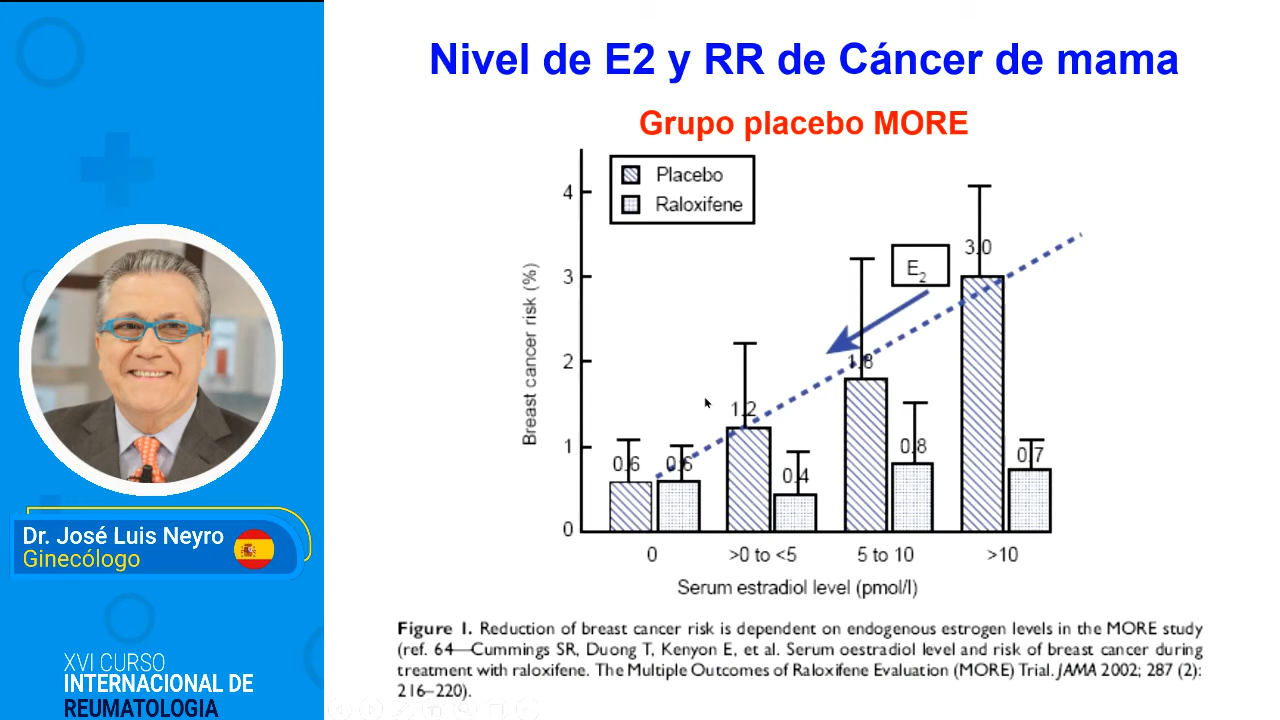 Nivel de E2 y RR de Cáncer de mama
Grupo placebo MORE
Placebo
Raloxifene
Breast cancer risk (%)
4
3
2
1
0
E2
0.6
0.6
1.2
0.4
1.8
0.8
3.0
0.7
0
>0 to <5
5 to 10
>10
Serum estradiol level (pmol/l)
Figure 1. Reduction of breast cancer risk is dependent on endogenous estrogen levels in the MORE study
(ref. 64—Cummings SR, Duong T, Kenyon E, et al. Serum oestradiol level and risk of breast cancer during
treatment with raloxifene. The Multiple Outcomes of Raloxifene Evaluation (MORE) Trial. JAMA 2002; 287 (2):
216–220).
Dr. José Luis Neyro
Ginecólogo
XVI CURSO
INTERNACIONAL DE
REUMATOLOGIA